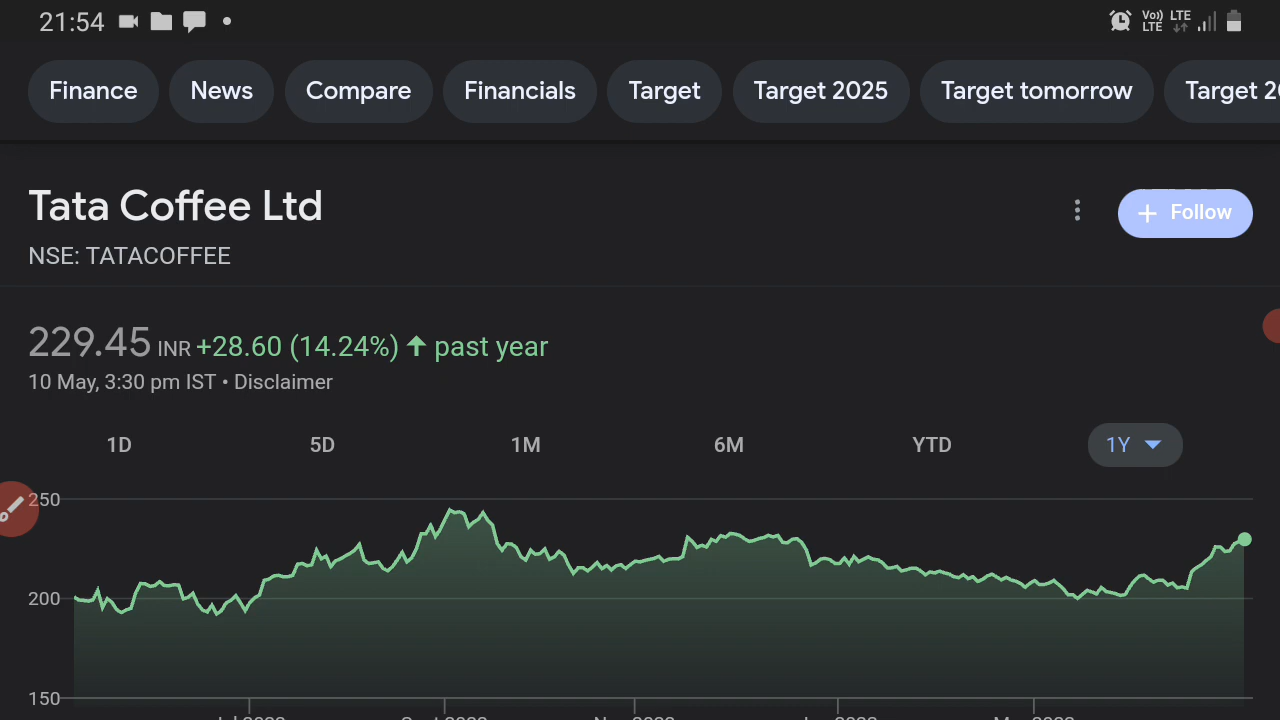 21:54
Vo)) LTE
LTE
Finance News Compare Financials Target Target 2025 Target tomorrow Target
Tata Coffee Ltd
+ Follow
NSE: TATACOFFEE
229.45 INR +28.60 (14.24%) ↑ past year
10 May, 3:30 pm IST • Disclaimer
1D 5D 1M 6M YTD 1Y
250
200
150